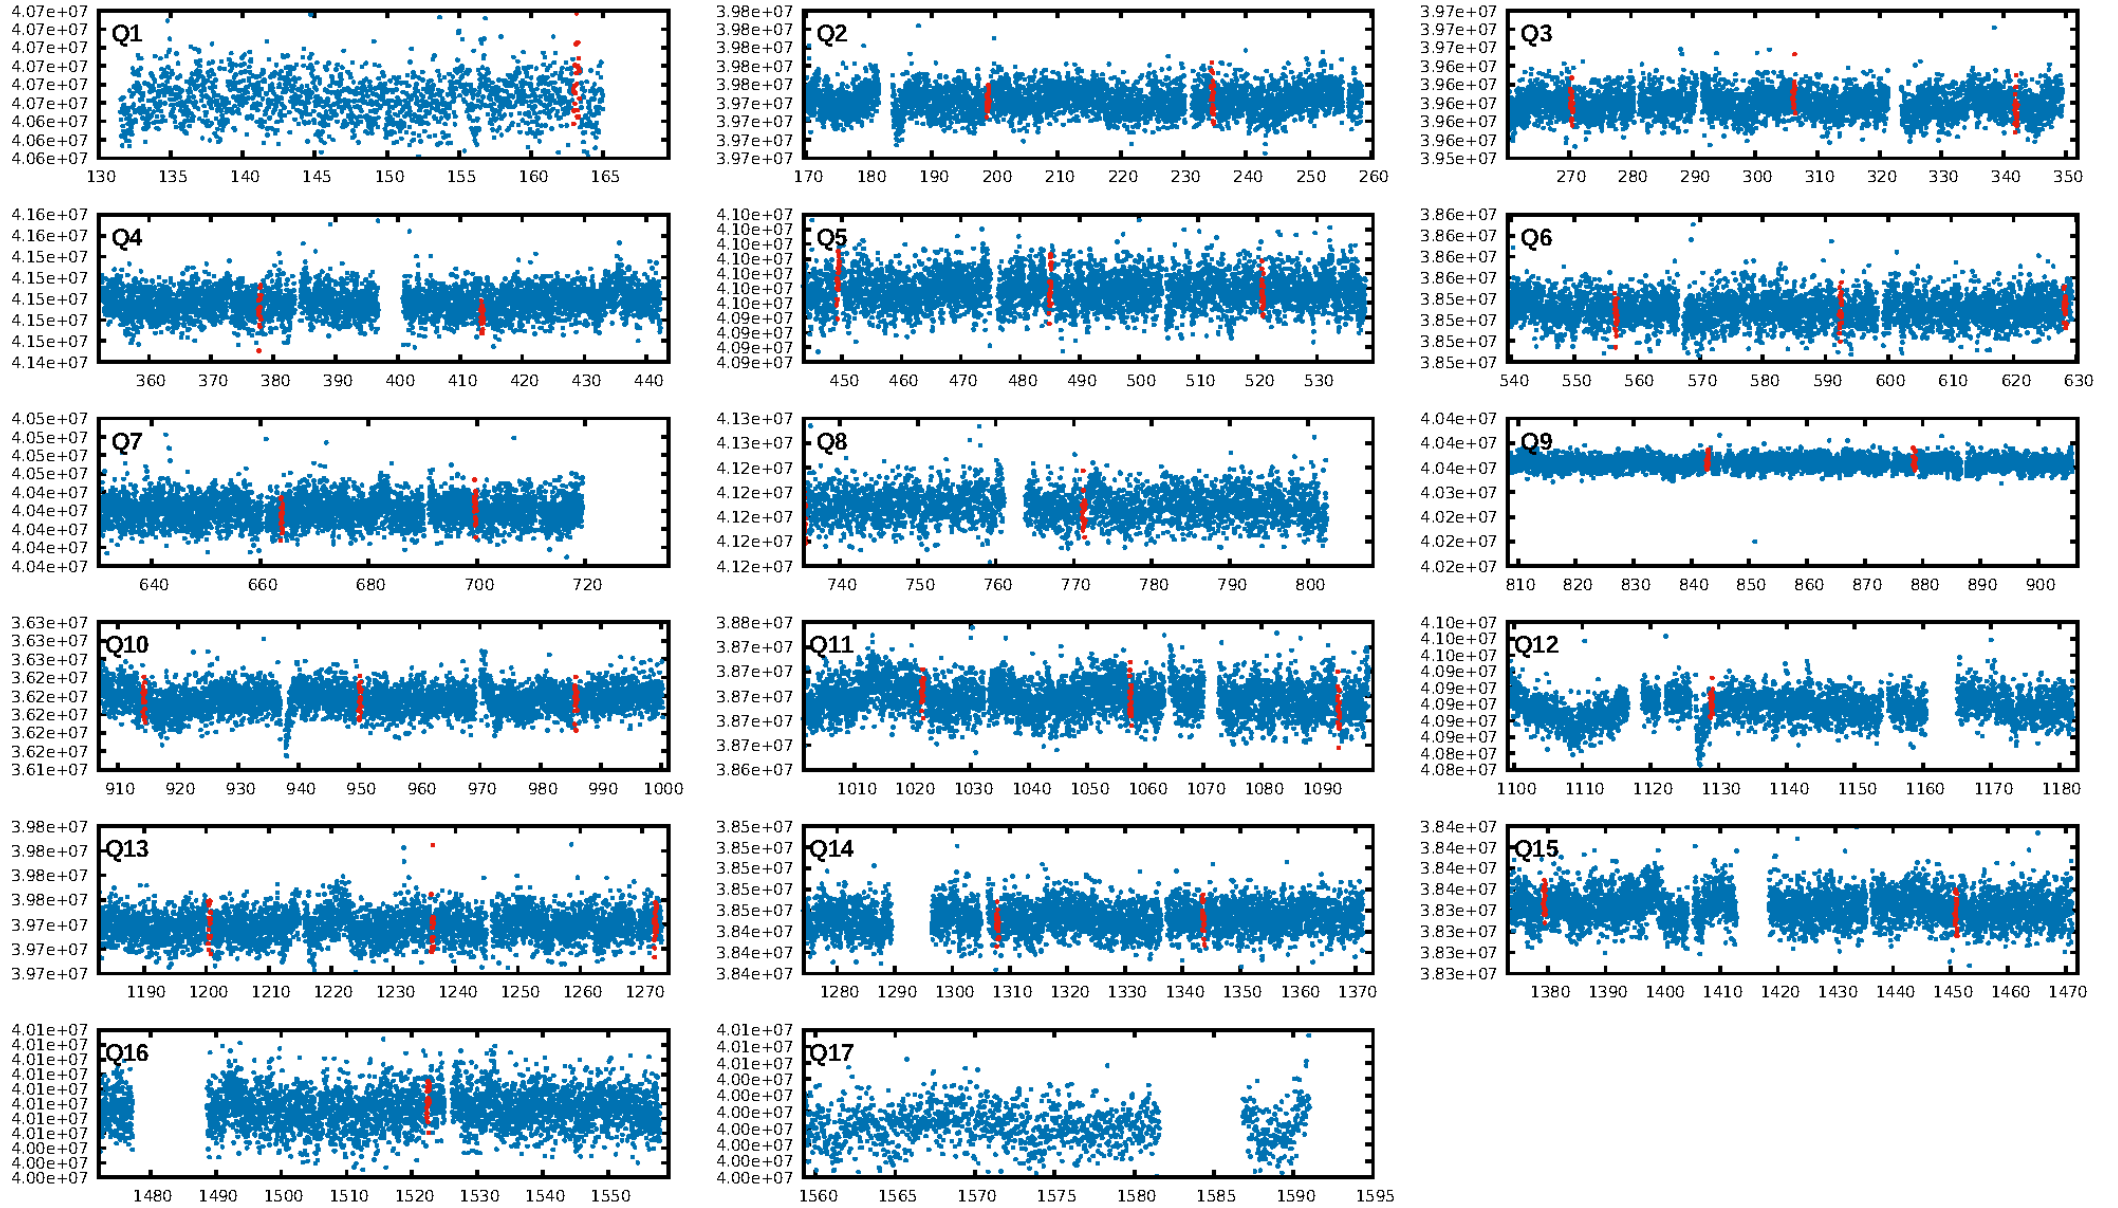 4.07e+07
4.07e+07
4.07e+07
4.07e+07
4.07e+07
4.07e+07
4.06e+07
4.06e+07
4.06e+07
Q1
130 135 140 145 150 155 160 165
3.98e+07
3.98e+07
3.98e+07
3.98e+07
3.98e+07
3.97e+07
3.97e+07
3.97e+07
3.97e+07
Q2
170 180 190 200 210 220 230 240 250 260
3.97e+07
3.97e+07
3.97e+07
3.96e+07
3.96e+07
3.96e+07
3.96e+07
3.96e+07
3.95e+07
Q3
270 280 290 300 310 320 330 340 350
4.16e+07
4.16e+07
4.15e+07
4.15e+07
4.15e+07
4.15e+07
4.15e+07
4.14e+07
Q4
360 370 380 390 400 410 420 430 440
4.10e+07
4.10e+07
4.10e+07
4.10e+07
4.10e+07
4.10e+07
4.10e+07
4.09e+07
4.09e+07
4.09e+07
4.09e+07
Q5
450 460 470 480 490 500 510 520 530
3.86e+07
3.86e+07
3.86e+07
3.86e+07
3.85e+07
3.85e+07
3.85e+07
3.85e+07
Q6
540 550 560 570 580 590 600 610 620 630
4.05e+07
4.05e+07
4.05e+07
4.05e+07
4.04e+07
4.04e+07
4.04e+07
4.04e+07
4.04e+07
Q7
640 660 680 700 720
4.13e+07
4.13e+07
4.12e+07
4.12e+07
4.12e+07
4.12e+07
4.12e+07
Q8
740 750 760 770 780 790 800
4.04e+07
4.04e+07
4.04e+07
4.03e+07
4.02e+07
4.02e+07
4.02e+07
Q9
810 820 830 840 850 860 870 880 890 900
3.63e+07
3.63e+07
3.63e+07
3.62e+07
3.62e+07
3.62e+07
3.62e+07
3.62e+07
3.61e+07
Q10
910 920 930 940 950 960 970 980 990 1000
3.88e+07
3.87e+07
3.87e+07
3.87e+07
3.87e+07
3.87e+07
3.86e+07
Q11
1010 1020 1030 1040 1050 1060 1070 1080 1090
4.10e+07
4.10e+07
4.10e+07
4.09e+07
4.09e+07
4.09e+07
4.09e+07
4.09e+07
4.08e+07
4.08e+07
Q12
1100 1110 1120 1130 1140 1150 1160 1170 1180
3.98e+07
3.98e+07
3.98e+07
3.98e+07
3.97e+07
3.97e+07
3.97e+07
Q13
1190 1200 1210 1220 1230 1240 1250 1260 1270
3.85e+07
3.85e+07
3.85e+07
3.85e+07
3.85e+07
3.84e+07
3.84e+07
3.84e+07
Q14
1280 1290 1300 1310 1320 1330 1340 1350 1360 1370
3.84e+07
3.84e+07
3.84e+07
3.84e+07
3.83e+07
3.83e+07
3.83e+07
3.83e+07
Q15
1380 1390 1400 1410 1420 1430 1440 1450 1460 1470
4.01e+07
4.01e+07
4.01e+07
4.01e+07
4.01e+07
4.01e+07
4.01e+07
4.01e+07
4.00e+07
4.00e+07
4.00e+07
Q16
1480 1490 1500 1510 1520 1530 1540 1550
4.01e+07
4.01e+07
4.01e+07
4.00e+07
4.00e+07
4.00e+07
4.00e+07
4.00e+07
4.00e+07
4.00e+07
Q17
1560 1565 1570 1575 1580 1585 1590 1595